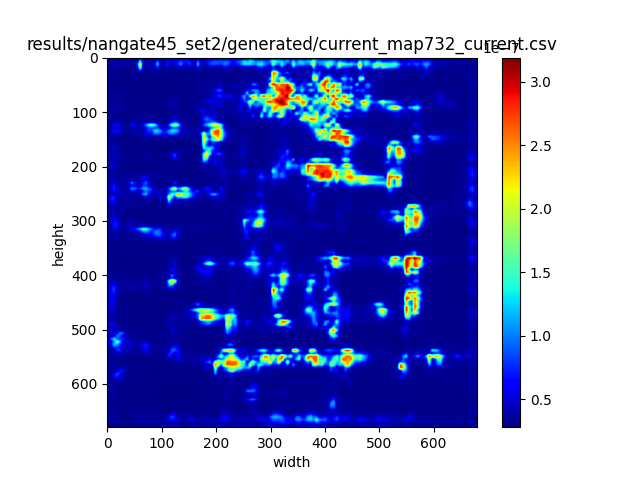 results/nangate45_set2/generated/current_map732_current.csv
1e−7
0
100
200
300
400
500
600
height
0 100 200 300 400 500 600
width
3.0
2.5
2.0
1.5
1.0
0.5